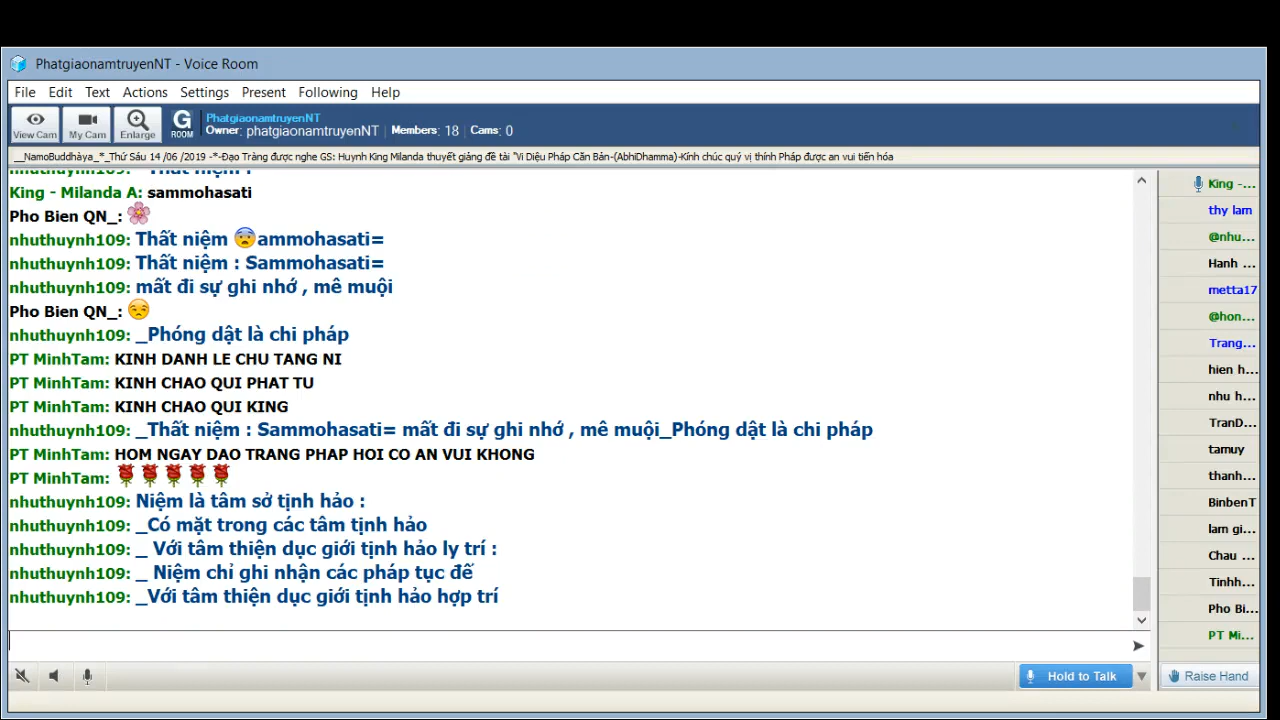 PhatgiaonamtruyenNT - Voice Room
File Edit Text Actions Settings Present Following Help
View Cam My Cam Enlarge G ROOM
PhatgiaonamtruyenNT
Owner: phatgiaonamtruyenNT | Members: 18 | Cams: 0
__NamoBuddhàya_*_Thứ Sáu 14 /06 /2019 -*-Đạo Tràng được nghe GS: Huynh King Milanda thuyết giảng đề tài "Vi Diệu Pháp Căn Bản-(AbhiDhamma)-Kính chúc quý vị thính Pháp được an vui tiến hóa
nhuthuynh109: Thất niệm :
King - Milanda A: sammohasati
Pho Bien QN_:
nhuthuynh109: Thất niệm ammohasati=
nhuthuynh109: Thất niệm : Sammohasati=
nhuthuynh109: mất đi sự ghi nhớ , mê muội
Pho Bien QN_:
nhuthuynh109: _Phóng dật là chi pháp
PT MinhTam: KINH DANH LE CHU TANG NI
PT MinhTam: KINH CHAO QUI PHAT TU
PT MinhTam: KINH CHAO QUI KING
nhuthuynh109: _Thất niệm : Sammohasati= mất đi sự ghi nhớ , mê muội_Phóng dật là chi pháp
PT MinhTam: HOM NGAY DAO TRANG PHAP HOI CO AN VUI KHONG
PT MinhTam:
nhuthuynh109: Niệm là tâm sở tịnh hảo :
nhuthuynh109: _Có mặt trong các tâm tịnh hảo
nhuthuynh109: _ Với tâm thiện dục giới tịnh hảo ly trí :
nhuthuynh109: _ Niệm chỉ ghi nhận các pháp tục đế
nhuthuynh109: _Với tâm thiện dục giới tịnh hảo hợp trí
King -...
thy lam
@nhu...
Hanh ...
metta17
@hon...
Trang...
hien h...
nhu h...
TranD...
tamuy
thanh...
BinbenT
lam gi...
Chau ...
Tinhh...
Pho Bi...
PT Mi...
Hold to Talk
Raise Hand